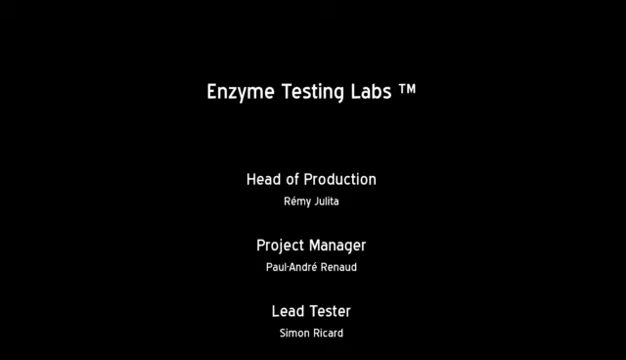 Enzyme Testing Labs ™
Head of Production
Rémy Julita
Project Manager
Paul-André Renaud
Lead Tester
Simon Ricard